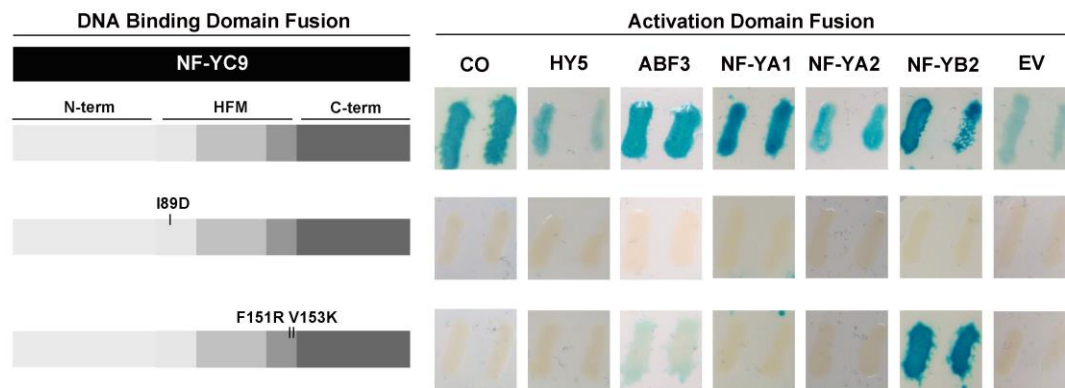 DNA Binding Domain Fusion
Activation Domain Fusion
NF-YC9
CO HY5 ABF3 NF-YA1 NF-YA2 NF-YB2 EV
N-term HFM C-term
I89D
F151R V153K